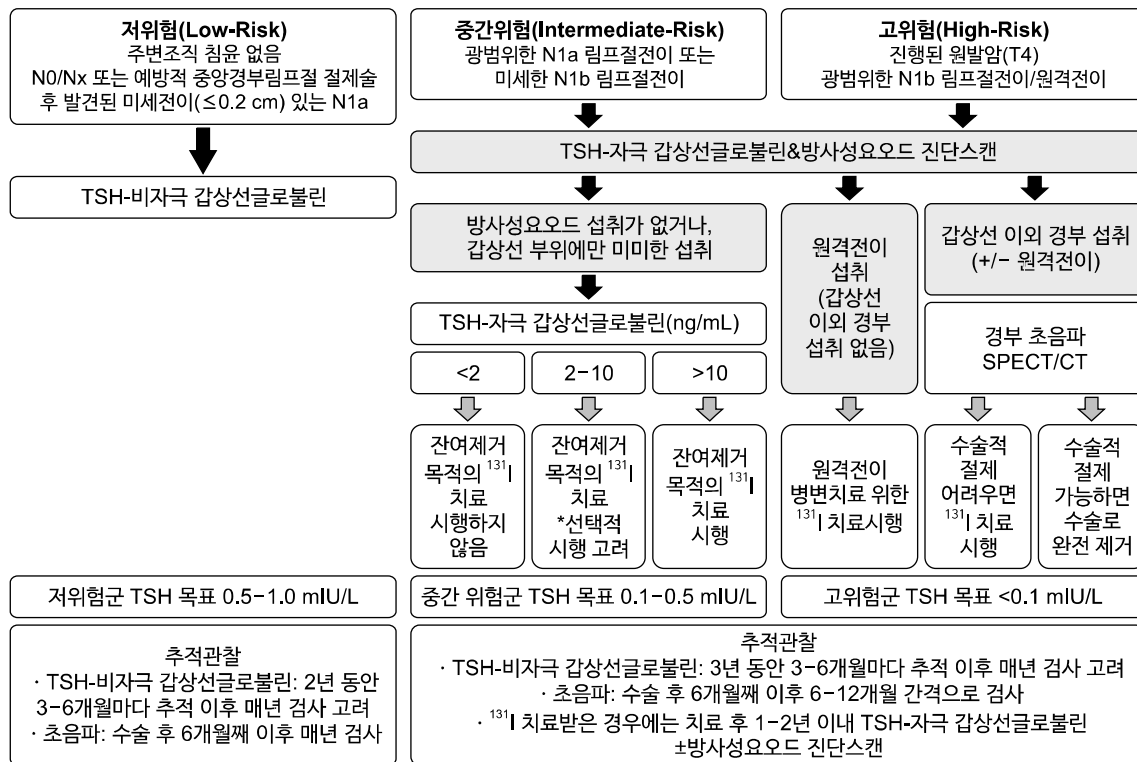 저위험(Low-Risk)
주변조직 침윤 없음
N0/Nx 또는 예방적 중앙경부림프절 절제술
후 발견된 미세전이(≤0.2 cm) 있는 N1a
중간위험(Intermediate-Risk)
광범위한 N1a 림프절전이 또는
미세한 N1b 림프절전이
고위험(High-Risk)
진행된 원발암(T4)
광범위한 N1b 림프절전이/원격전이
TSH-자극 갑상선글로불린&방사성요오드 진단스캔
TSH-비자극 갑상선글로불린
방사성요오드 섭취가 없거나,
갑상선 부위에만 미미한 섭취
원격전이
섭취
(갑상선
이외 경부
섭취 없음)
갑상선 이외 경부 섭취
(+/- 원격전이)
TSH-자극 갑상선글로불린(ng/mL)
경부 초음파
SPECT/CT
<2
2-10
>10
잔여제거
목적의 ¹³¹I
치료
시행하지
않음
잔여제거
목적의 ¹³¹I
치료
*선택적
시행 고려
잔여제거
목적의 ¹³¹I
치료
시행
원격전이
병변치료 위한
¹³¹I 치료시행
수술적
절제
어려우면
¹³¹I 치료
시행
수술적
절제
가능하면
수술로
완전 제거
저위험군 TSH 목표 0.5-1.0 mIU/L
중간 위험군 TSH 목표 0.1-0.5 mIU/L
고위험군 TSH 목표 <0.1 mIU/L
추적관찰
· TSH-비자극 갑상선글로불린: 2년 동안
3-6개월마다 추적 이후 매년 검사 고려
· 초음파: 수술 후 6개월째 이후 매년 검사
추적관찰
· TSH-비자극 갑상선글로불린: 3년 동안 3-6개월마다 추적 이후 매년 검사 고려
· 초음파: 수술 후 6개월째 이후 6-12개월 간격으로 검사
· ¹³¹I 치료받은 경우에는 치료 후 1-2년 이내 TSH-자극 갑상선글로불린
±방사성요오드 진단스캔